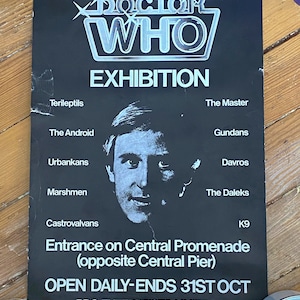 DOCTOR
WHO
EXHIBITION
Terileptils The Master
The Android Gundans
Urbankans Davros
Marshmen The Daleks
Castrovalvans K9
Entrance on Central Promenade
(opposite Central Pier)
OPEN DAILY-ENDS 31ST OCT